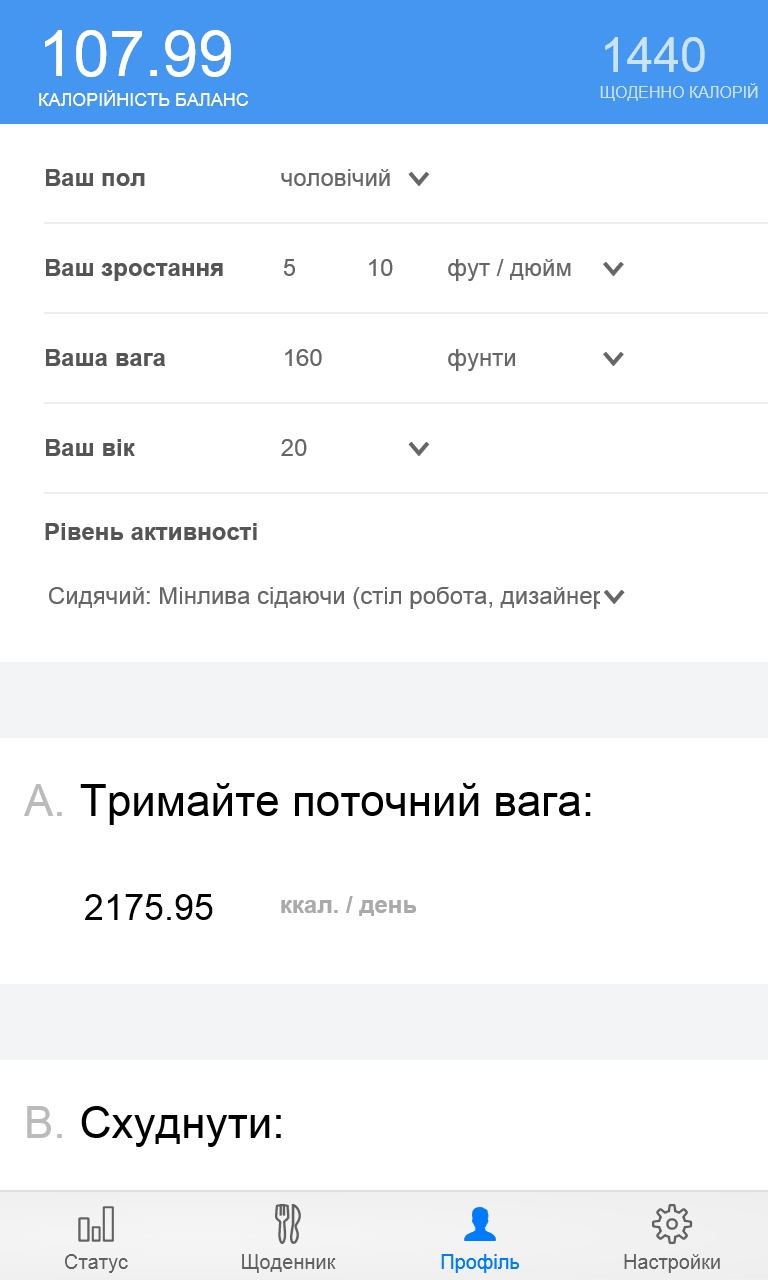 107.99
1440
КАЛОРІЙНІСТЬ БАЛАНС
ЩОДЕННО КАЛОРІЙ
Ваш пол чоловічий
Ваш зростання 5 10 фут / дюйм
Ваша вага 160 фунти
Ваш вік 20
Рівень активності
Сидячий: Мінлива сідаючи (стіл робота, дизайнер
A. Тримайте поточний вага:
2175.95 ккал. / день
B. Схуднути:
Статус Щоденник Профіль Настройки